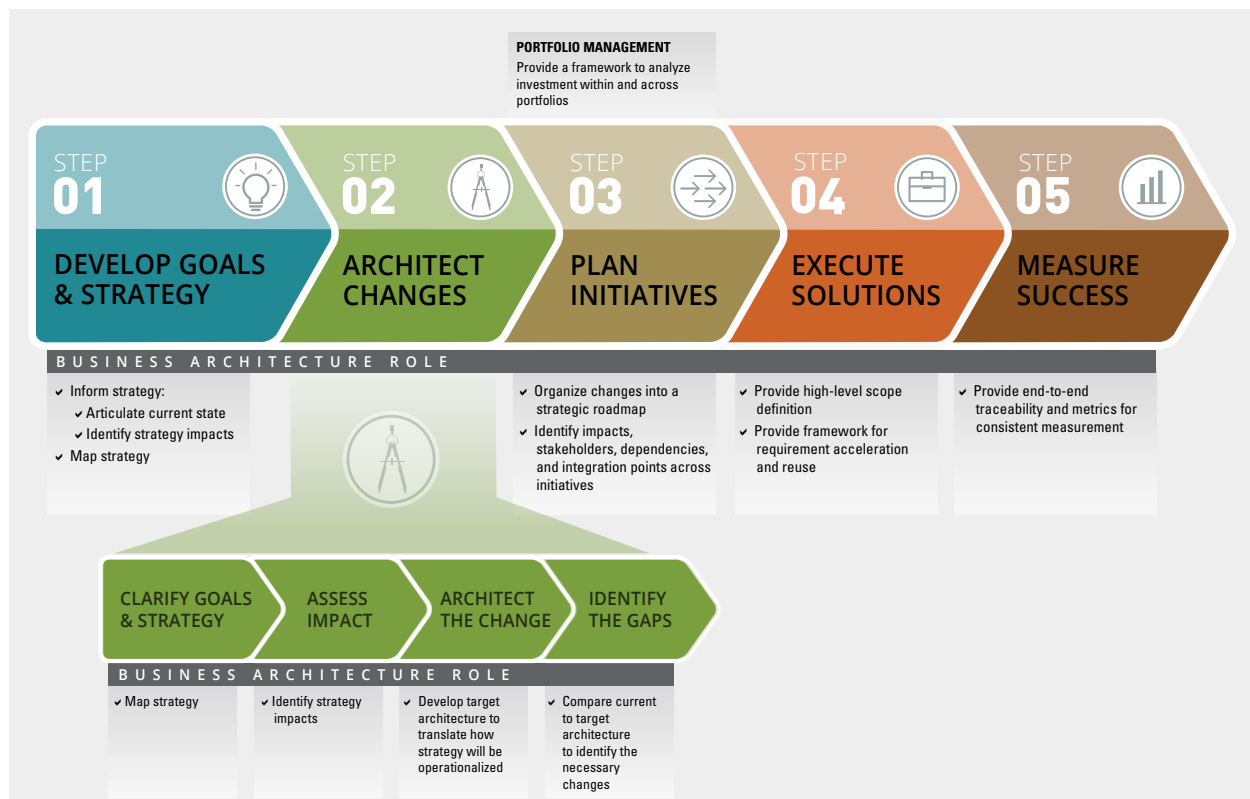 PORTFOLIO MANAGEMENT
Provide a framework to analyze
investment within and across
portfolios
STEP
01
DEVELOP GOALS
& STRATEGY
STEP
02
ARCHITECT
CHANGES
STEP
03
PLAN
INITIATIVES
STEP
04
EXECUTE
SOLUTIONS
STEP
05
MEASURE
SUCCESS
BUSINESS ARCHITECTURE ROLE
Inform strategy:
Articulate current state
Identify strategy impacts
Map strategy
Organize changes into a
strategic roadmap
Identify impacts,
stakeholders, dependencies,
and integration points across
initiatives
Provide high-level scope
definition
Provide framework for
requirement acceleration
and reuse
Provide end-to-end
traceability and metrics for
consistent measurement
CLARIFY GOALS
& STRATEGY
ASSESS
IMPACT
ARCHITECT
THE CHANGE
IDENTIFY
THE GAPS
BUSINESS ARCHITECTURE ROLE
Map strategy
Identify strategy
impacts
Develop target
architecture to
translate how
strategy will be
operationalized
Compare current
to target
architecture
to identify the
necessary
changes